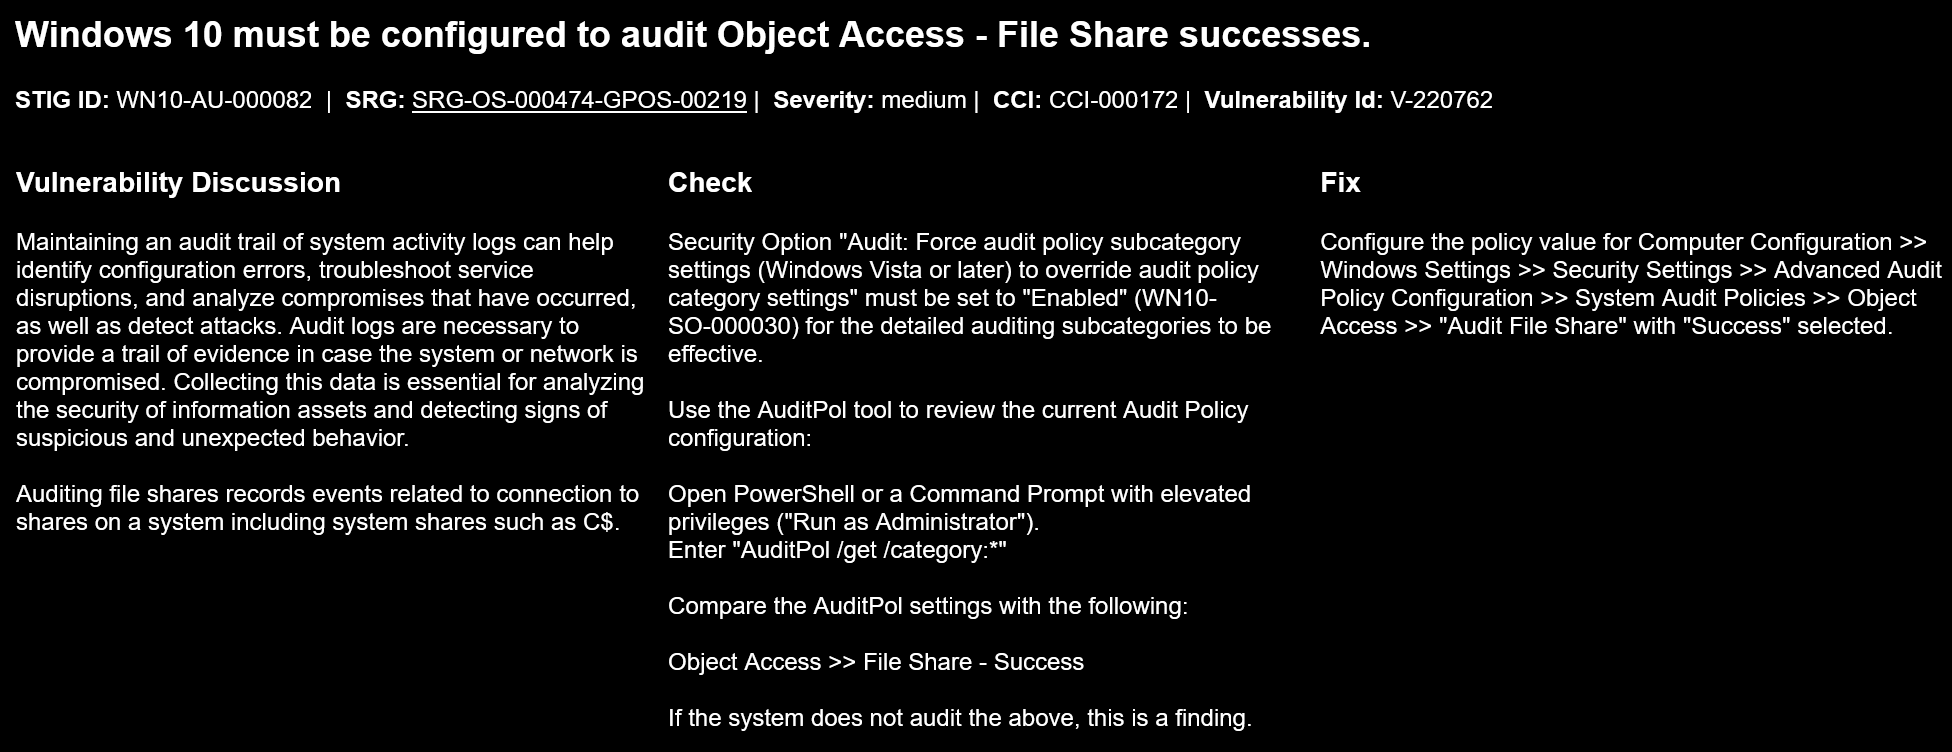 Windows 10 must be configured to audit Object Access - File Share successes.
STIG ID: WN10-AU-000082 | SRG: SRG-OS-000474-GPOS-00219 | Severity: medium | CCI: CCI-000172 | Vulnerability Id: V-220762
Vulnerability Discussion
Maintaining an audit trail of system activity logs can help
identify configuration errors, troubleshoot service
disruptions, and analyze compromises that have occurred,
as well as detect attacks. Audit logs are necessary to
provide a trail of evidence in case the system or network is
compromised. Collecting this data is essential for analyzing
the security of information assets and detecting signs of
suspicious and unexpected behavior.
Auditing file shares records events related to connection to
shares on a system including system shares such as C$.
Check
Security Option "Audit: Force audit policy subcategory
settings (Windows Vista or later) to override audit policy
category settings" must be set to "Enabled" (WN10-
SO-000030) for the detailed auditing subcategories to be
effective.
Use the AuditPol tool to review the current Audit Policy
configuration:
Open PowerShell or a Command Prompt with elevated
privileges ("Run as Administrator").
Enter "AuditPol /get /category:*"
Compare the AuditPol settings with the following:
Object Access >> File Share - Success
If the system does not audit the above, this is a finding.
Fix
Configure the policy value for Computer Configuration >>
Windows Settings >> Security Settings >> Advanced Audit
Policy Configuration >> System Audit Policies >> Object
Access >> "Audit File Share" with "Success" selected.